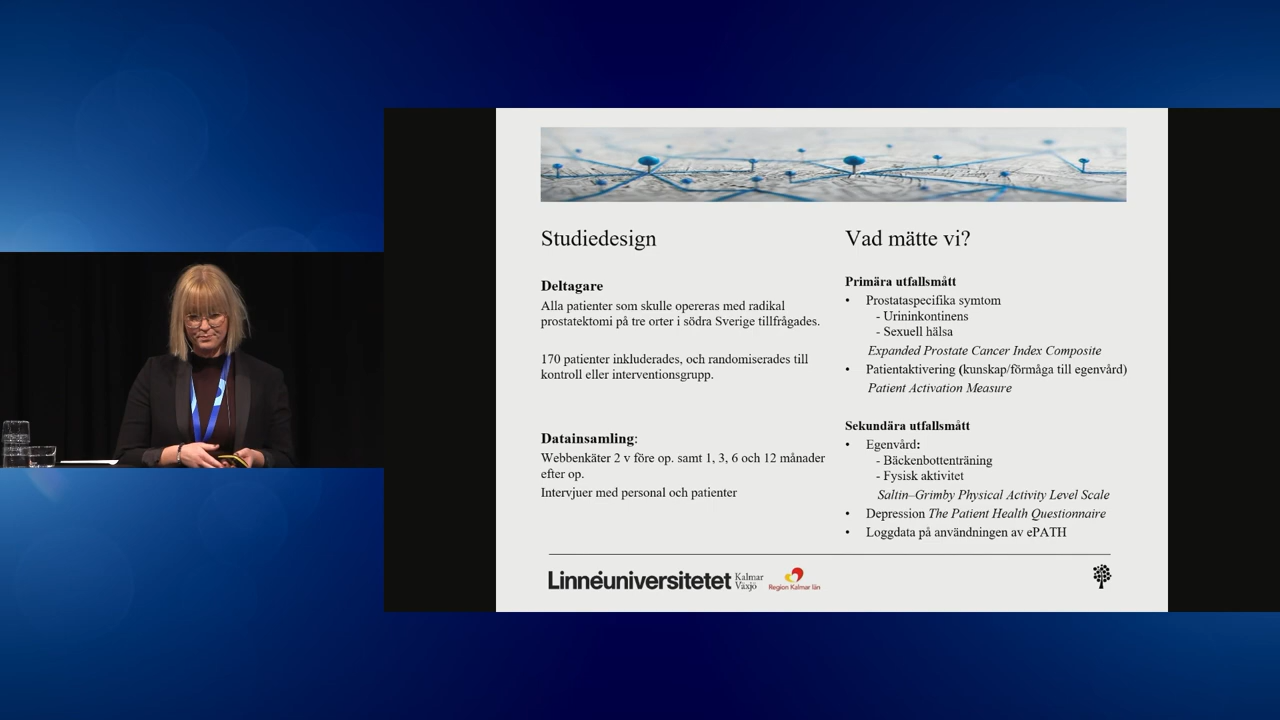 Studiedesign
Deltagare
Alla patienter som skulle opereras med radikal
prostatektomi på tre orter i södra Sverige tillfrågades.
170 patienter inkluderades, och randomiserades till
kontroll eller interventionsgrupp.
Datainsamling:
Webbenkäter 2 v före op. samt 1, 3, 6 och 12 månader
efter op.
Intervjuer med personal och patienter
Vad mätte vi?
Primära utfallsmått
• Prostataspecifika symtom
- Urininkontinens
- Sexuell hälsa
Expanded Prostate Cancer Index Composite
• Patientaktivering (kunskap/förmåga till egenvård)
Patient Activation Measure
Sekundära utfallsmått
• Egenvård:
- Bäckenbottenträning
- Fysisk aktivitet
Saltin–Grimby Physical Activity Level Scale
• Depression The Patient Health Questionnaire
• Loggdata på användningen av ePATH
Linnéuniversitetet Kalmar
Växjö
Region Kalmar län